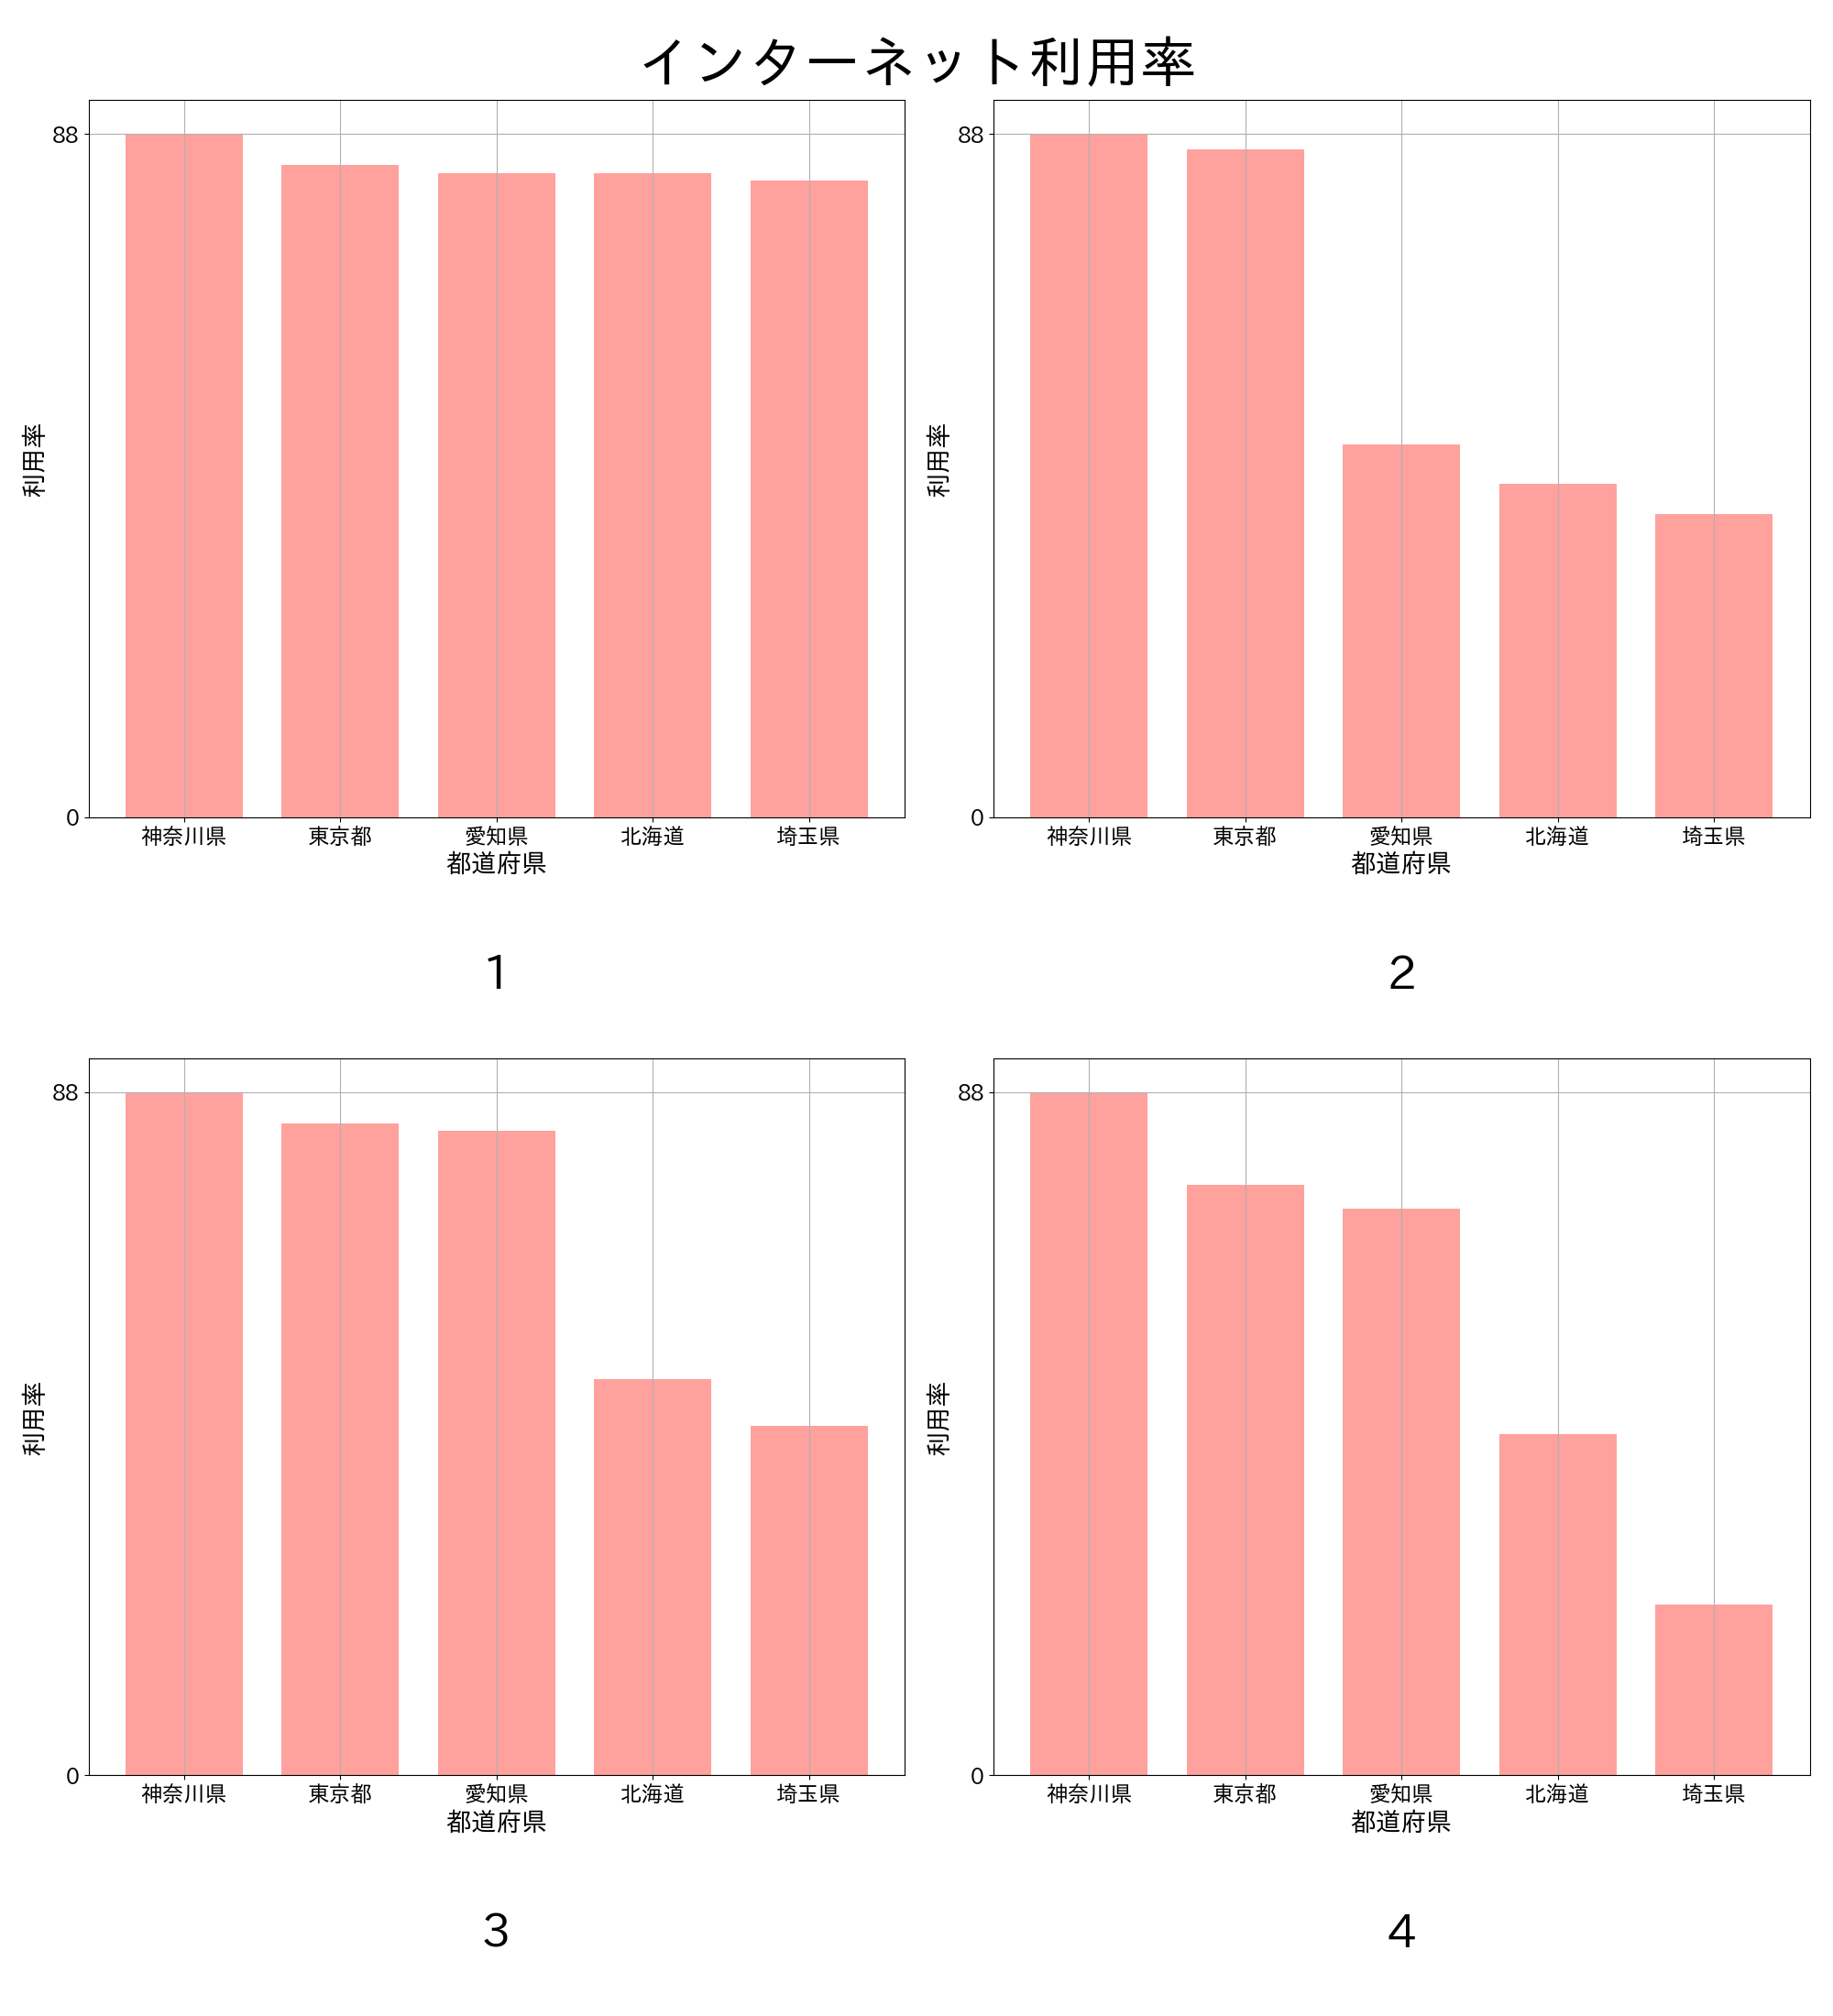 インターネット利用率
88
0
利用率
神奈川県 東京都 愛知県 北海道 埼玉県
都道府県
1
88
0
利用率
神奈川県 東京都 愛知県 北海道 埼玉県
都道府県
2
88
0
利用率
神奈川県 東京都 愛知県 北海道 埼玉県
都道府県
3
88
0
利用率
神奈川県 東京都 愛知県 北海道 埼玉県
都道府県
4